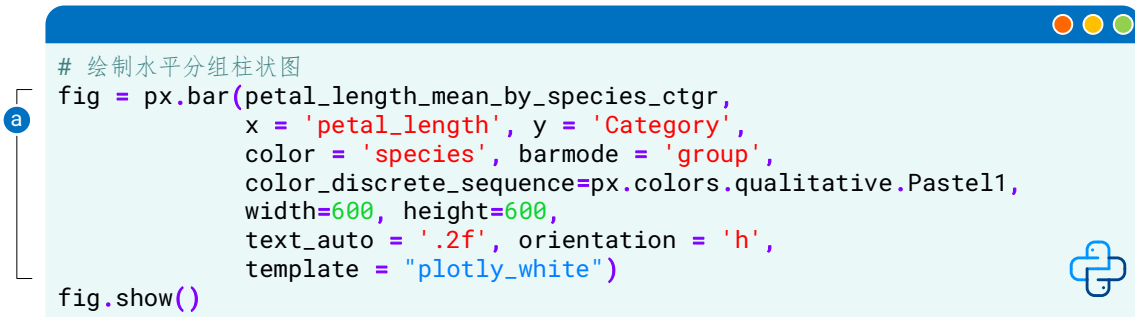 # 绘制水平分组柱状图
fig = px.bar(petal_length_mean_by_species_ctgr,
x = 'petal_length', y = 'Category',
color = 'species', barmode = 'group',
color_discrete_sequence=px.colors.qualitative.Pastel1,
width=600, height=600,
text_auto = '.2f', orientation = 'h',
template = "plotly_white")
fig.show()
a